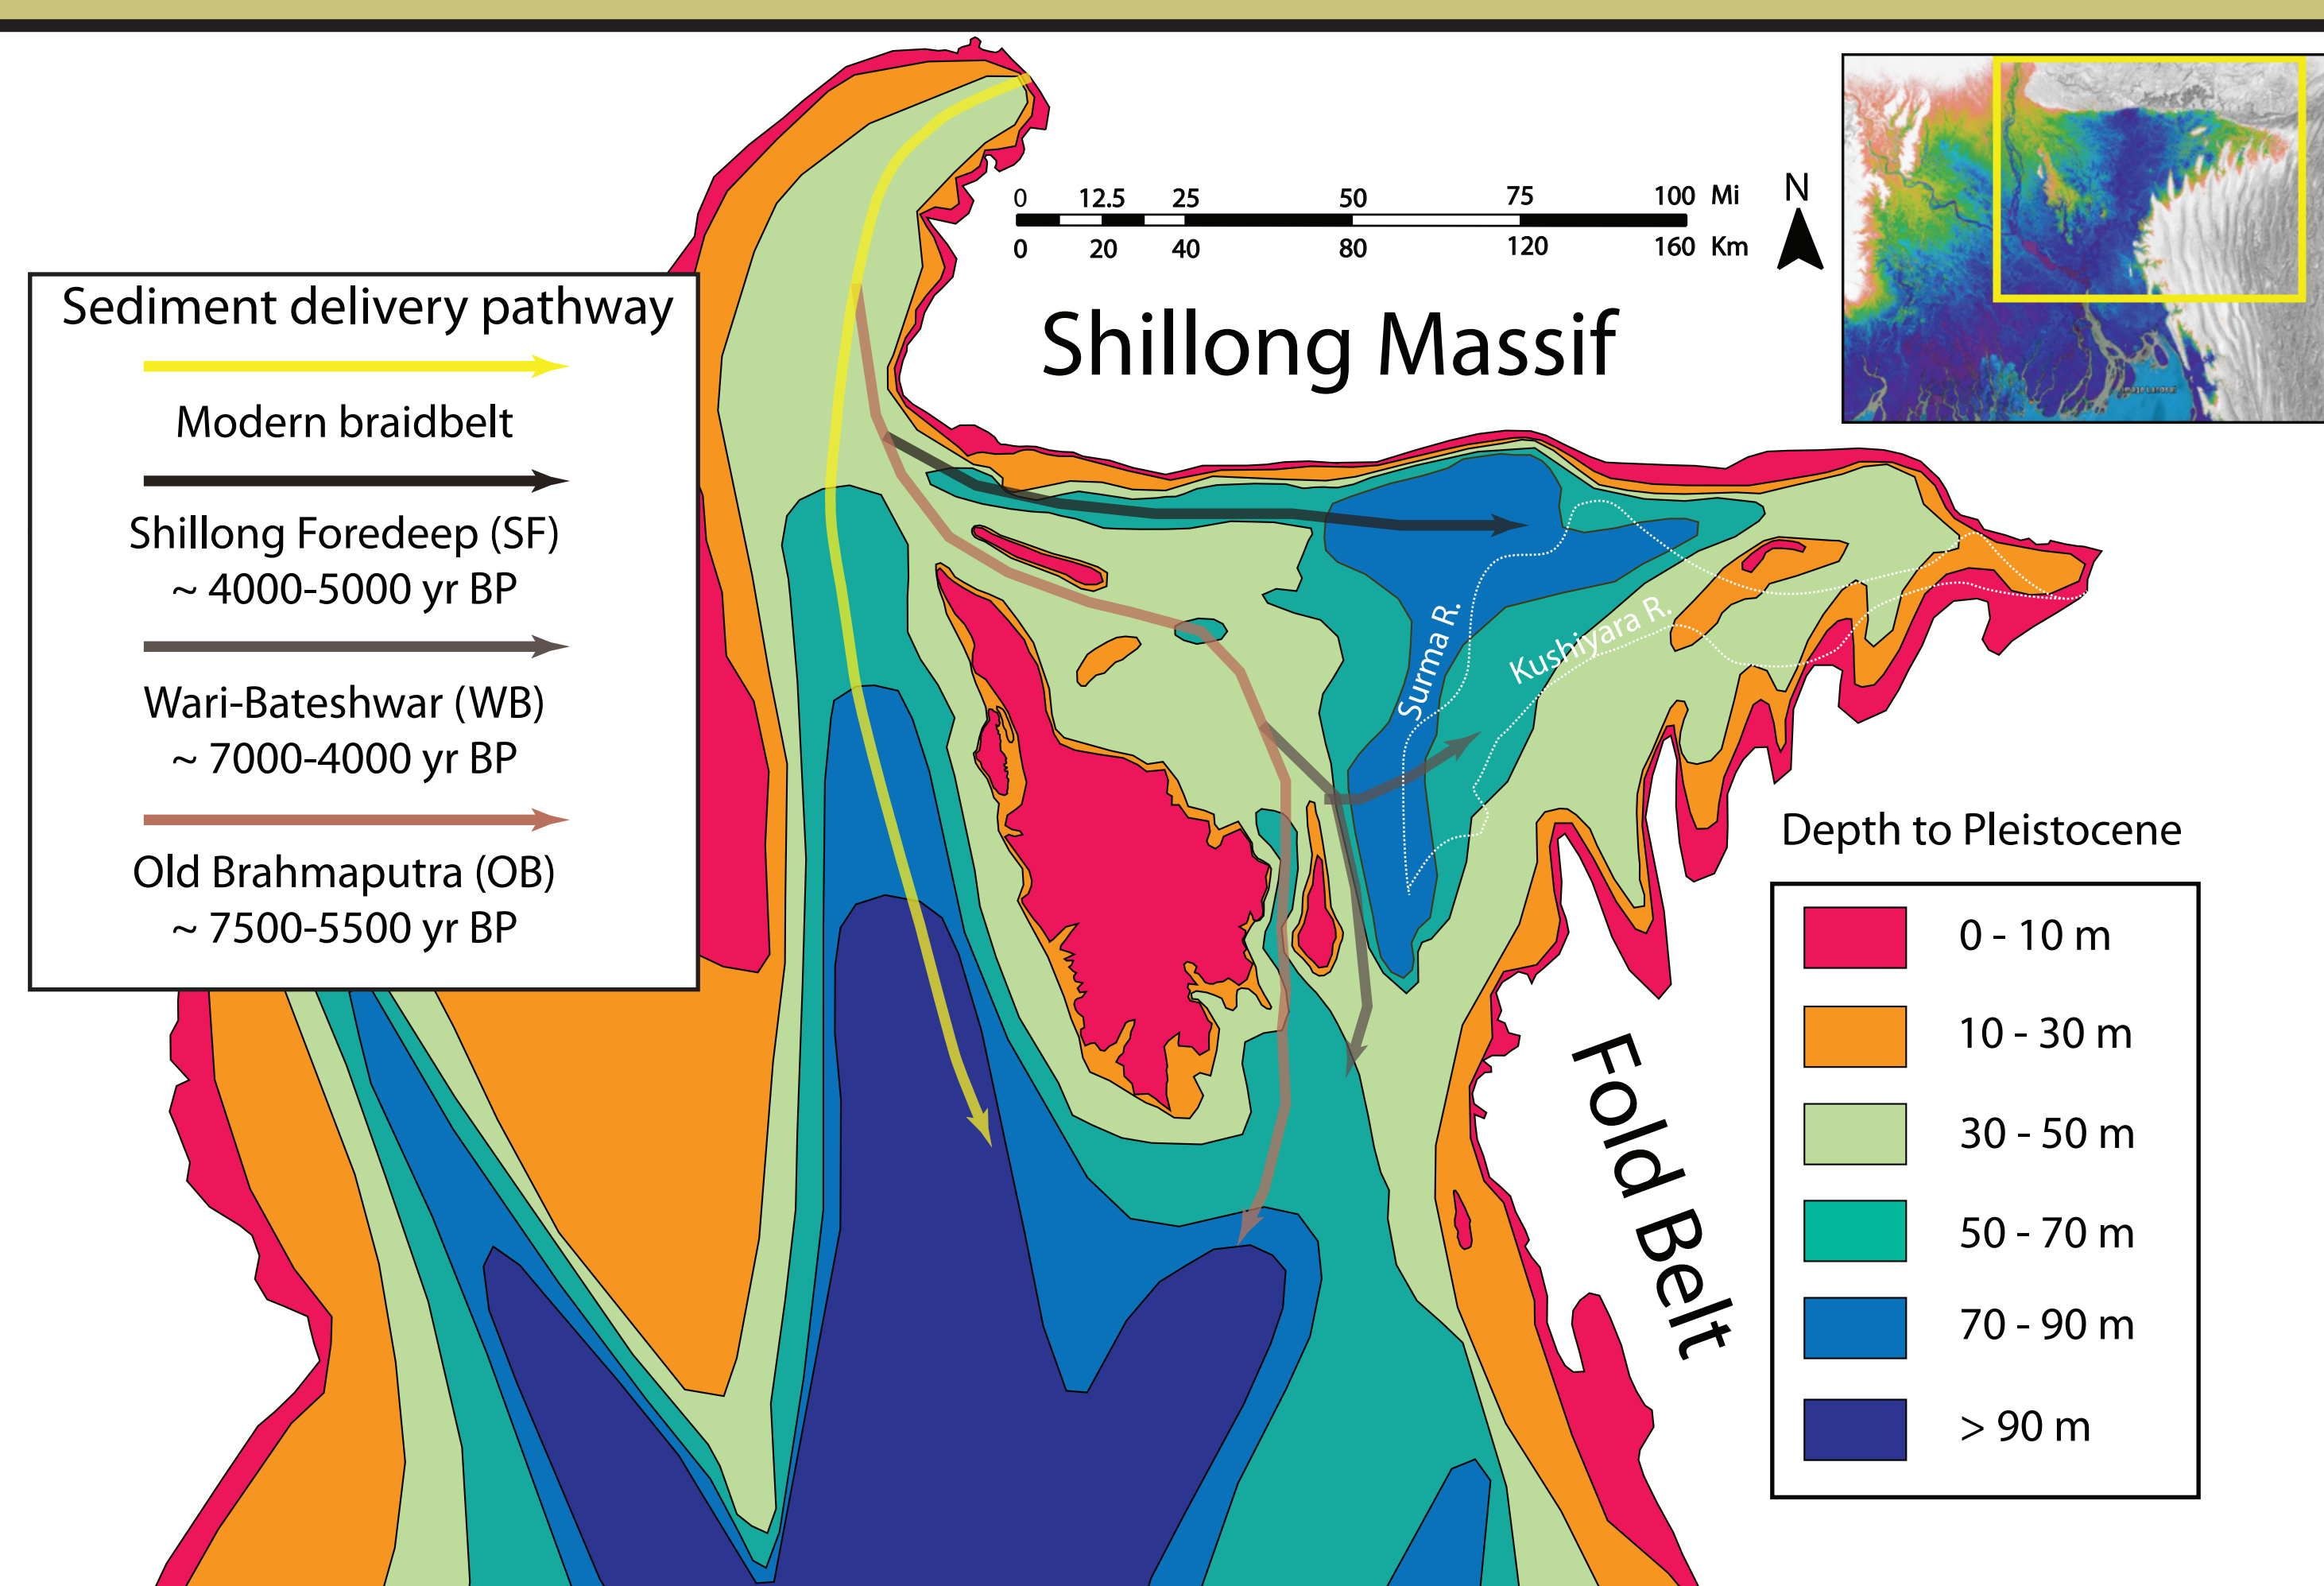 0 12.5 25 50 75 100 Mi
0 20 40 80 120 160 Km
N
Image Landsat
Shillong Massif
Sediment delivery pathway
Modern braidbelt
Shillong Foredeep (SF)
~ 4000-5000 yr BP
Wari-Bateshwar (WB)
~ 7000-4000 yr BP
Old Brahmaputra (OB)
~ 7500-5500 yr BP
Surma R.
Kushiyara R.
Fold Belt
Depth to Pleistocene
0 - 10 m
10 - 30 m
30 - 50 m
50 - 70 m
70 - 90 m
> 90 m